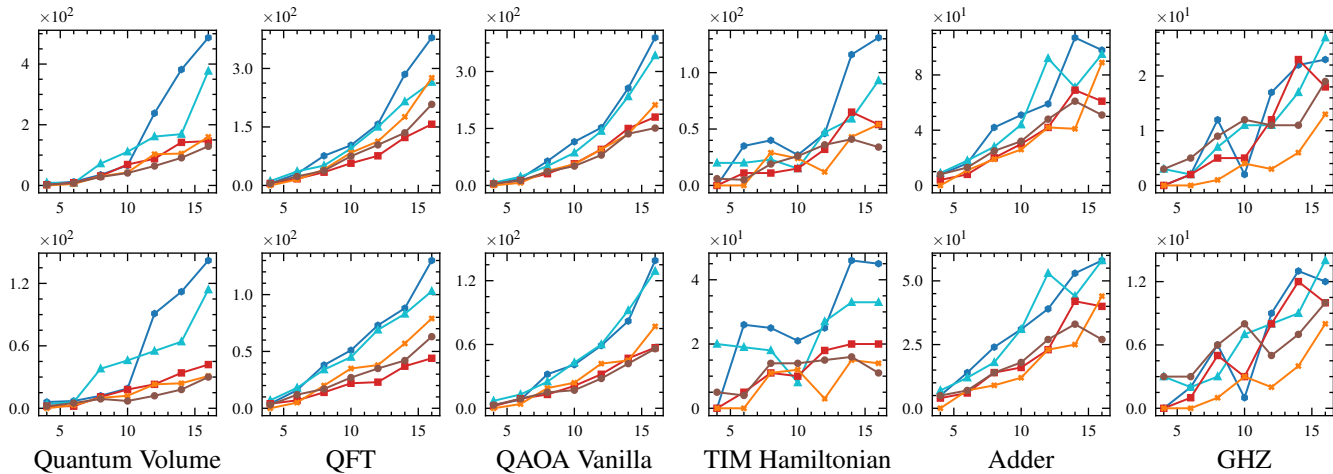 ×10² ×10² ×10² ×10² ×10¹ ×10¹
4 2 0 5 10 15
3.0 1.5 0.0 5 10 15
3.0 1.5 0.0 5 10 15
1.0 0.5 0.0 5 10 15
8 4 0 5 10 15
2 1 0 5 10 15
×10² ×10² ×10² ×10¹ ×10¹ ×10¹
1.2 0.6 0.0 5 10 15
1.0 0.5 0.0 5 10 15
1.2 0.6 0.0 5 10 15
4 2 0 5 10 15
5.0 2.5 0.0 5 10 15
1.2 0.6 0.0 5 10 15
Quantum Volume QFT QAOA Vanilla TIM Hamiltonian Adder GHZ